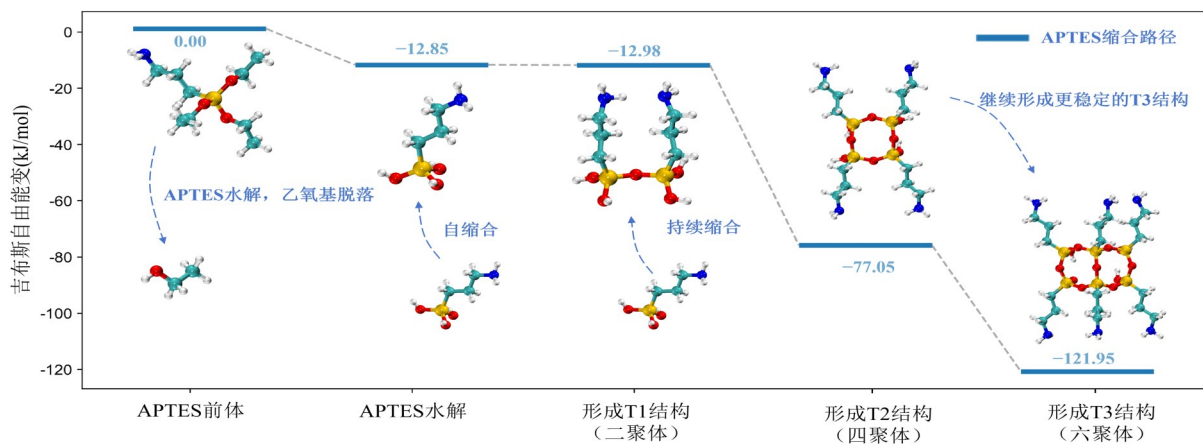 APTES缩合路径
吉布斯自由能变(kJ/mol)
0
-20
-40
-60
-80
-100
-120
0.00
−12.85
−12.98
−77.05
−121.95
APTES水解，乙氧基脱落
自缩合
持续缩合
继续形成更稳定的T3结构
APTES前体
APTES水解
形成T1结构
（二聚体）
形成T2结构
（四聚体）
形成T3结构
（六聚体）